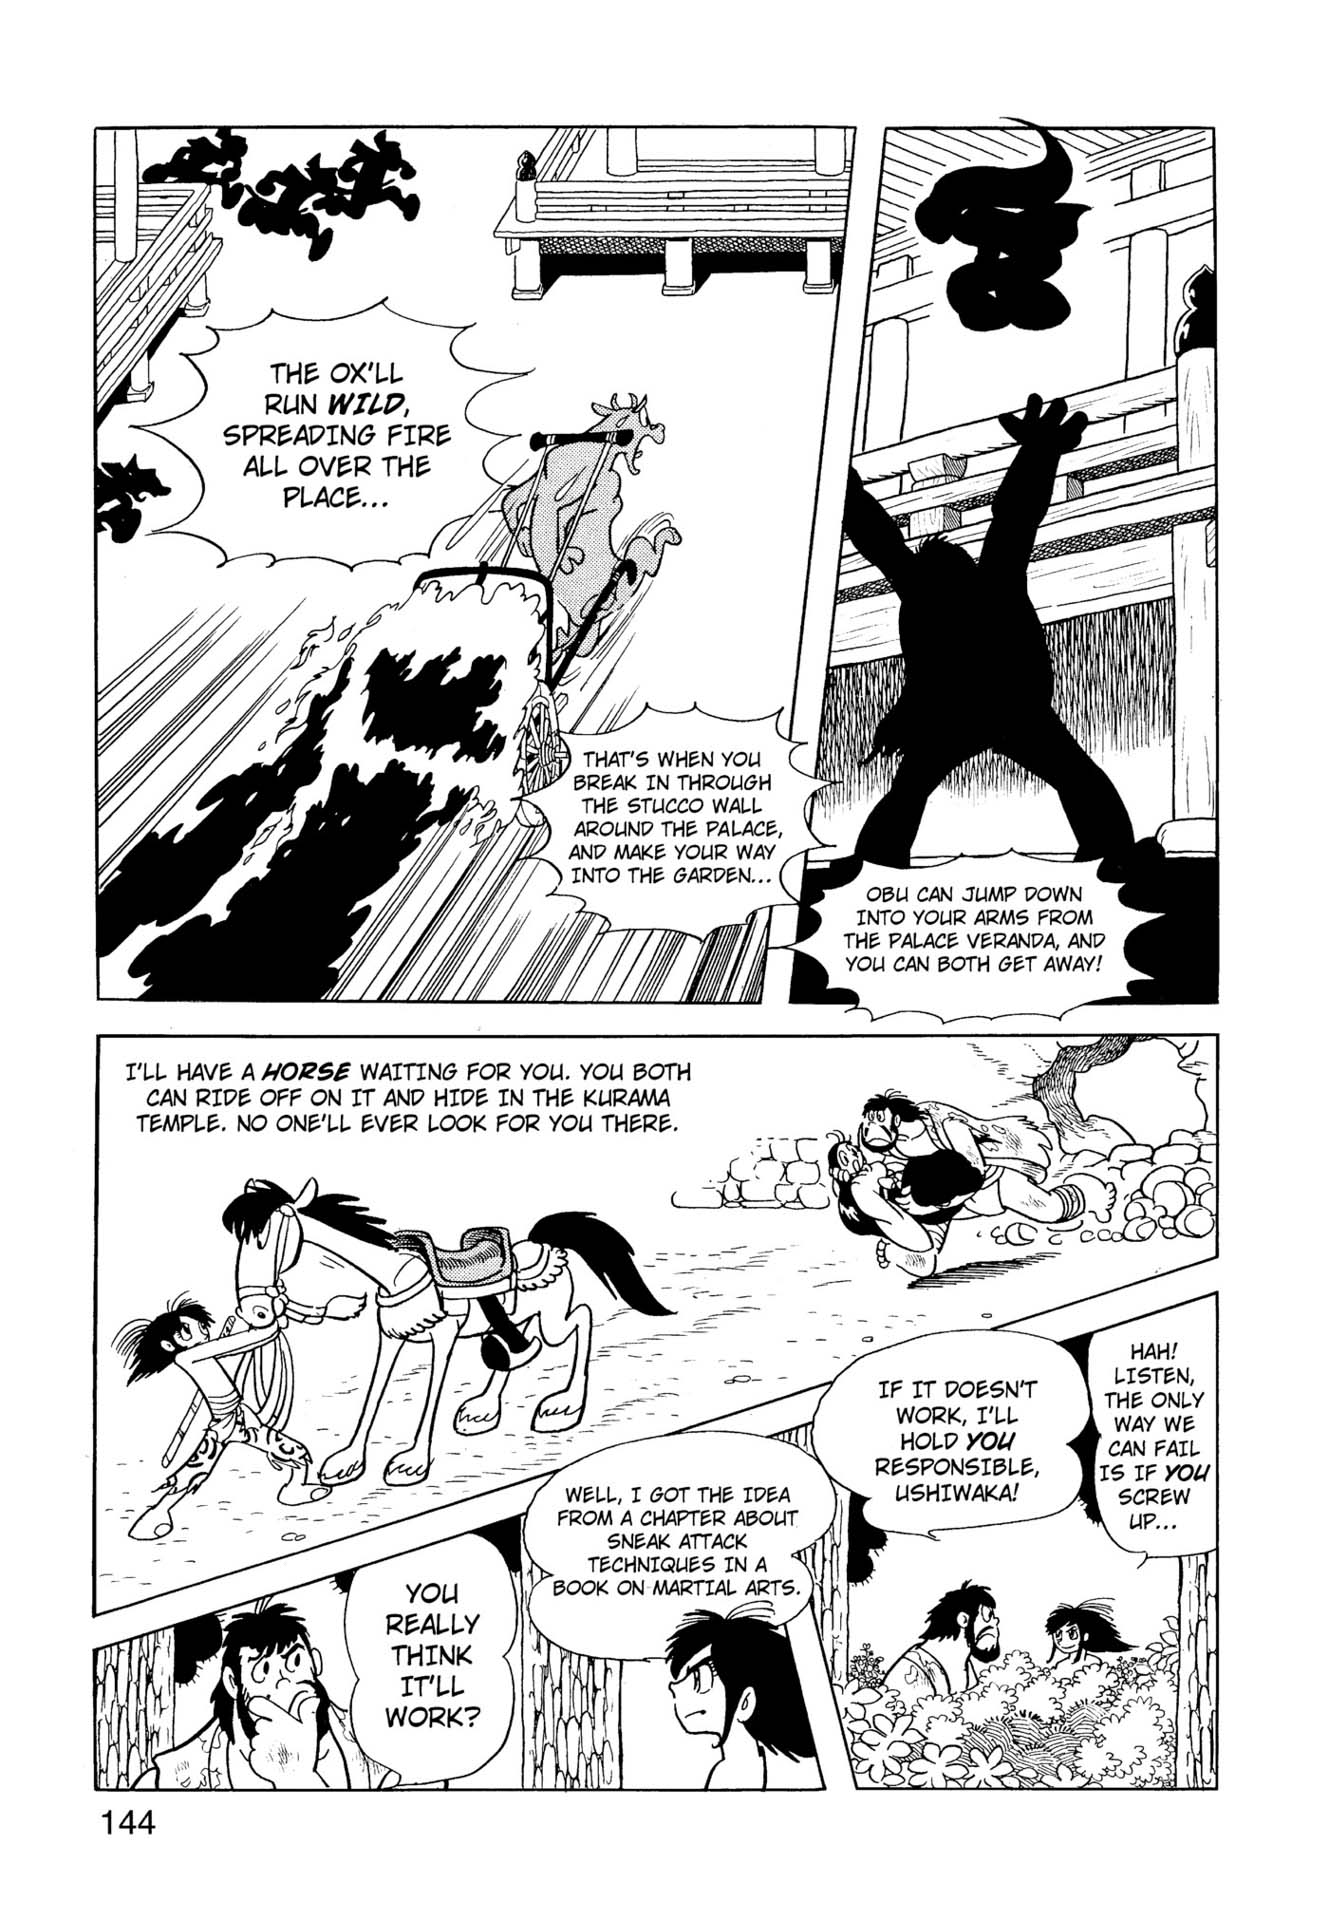 THE OX'LL
RUN WILD,
SPREADING FIRE
ALL OVER THE
PLACE...
THAT'S WHEN YOU
BREAK IN THROUGH
THE STUCCO WALL
AROUND THE PALACE,
AND MAKE YOUR WAY
INTO THE GARDEN...
OBU CAN JUMP DOWN
INTO YOUR ARMS FROM
THE PALACE VERANDA, AND
YOU CAN BOTH GET AWAY!
I'LL HAVE A HORSE WAITING FOR YOU. YOU BOTH
CAN RIDE OFF ON IT AND HIDE IN THE KURAMA
TEMPLE. NO ONE'LL EVER LOOK FOR YOU THERE.
YOU
REALLY
THINK
IT'LL
WORK?
WELL, I GOT THE IDEA
FROM A CHAPTER ABOUT
SNEAK ATTACK
TECHNIQUES IN A
BOOK ON MARTIAL ARTS.
IF IT DOESN'T
WORK, I'LL
HOLD YOU
RESPONSIBLE,
USHIWAKA!
HAH!
LISTEN,
THE ONLY
WAY WE
CAN FAIL
IS IF YOU
SCREW
UP...
144